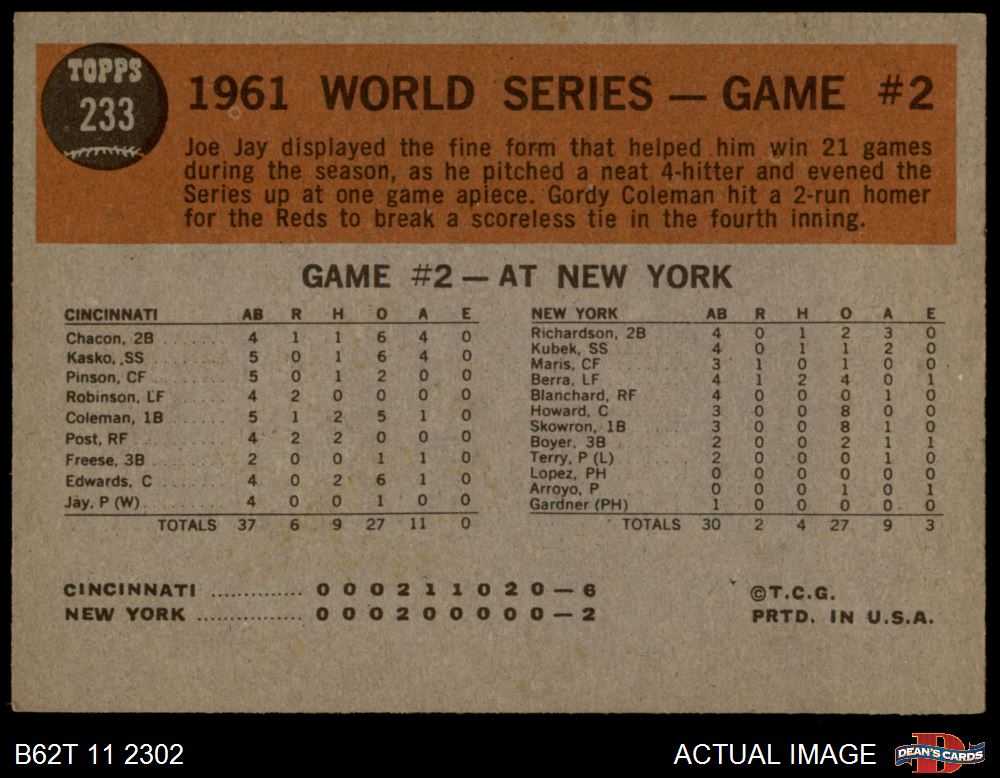 TOPPS
233
1961 WORLD SERIES — GAME #2
Joe Jay displayed the fine form that helped him win 21 games
during the season, as he pitched a neat 4-hitter and evened the
Series up at one game apiece. Gordy Coleman hit a 2-run homer
for the Reds to break a scoreless tie in the fourth inning.
GAME #2 — AT NEW YORK
CINCINNATI AB R H O A E
Chacon, 2B 4 1 1 6 4 0
Kasko, SS 5 0 1 6 4 0
Pinson, CF 5 0 1 2 0 0
Robinson, LF 4 2 0 0 0 0
Coleman, 1B 5 1 2 5 1 0
Post, RF 4 2 2 0 0 0
Freese, 3B 2 0 0 1 1 0
Edwards, C 4 0 2 6 1 0
Jay, P (W) 4 0 0 1 0 0
TOTALS 37 6 9 27 11 0
NEW YORK AB R H O A E
Richardson, 2B 4 0 1 2 3 0
Kubek, SS 4 0 1 1 2 0
Maris, CF 3 1 0 1 0 0
Berra, LF 4 1 2 4 0 1
Blanchard, RF 4 0 0 0 1 0
Howard, C 3 0 0 8 0 0
Skowron, 1B 3 0 0 8 1 0
Boyer, 3B 2 0 0 2 1 1
Terry, P (L) 2 0 0 0 1 0
Lopez, PH 0 0 0 0 0 0
Arroyo, P 0 0 0 1 0 1
Gardner (PH) 1 0 0 0 0 0
TOTALS 30 2 4 27 9 3
CINCINNATI .............. 0 0 0 2 1 1 0 2 0 — 6
NEW YORK ................ 0 0 0 2 0 0 0 0 0 — 2
©T.C.G.
PRTD. IN U.S.A.
B62T 11 2302
ACTUAL IMAGE
DEAN'S CARDS